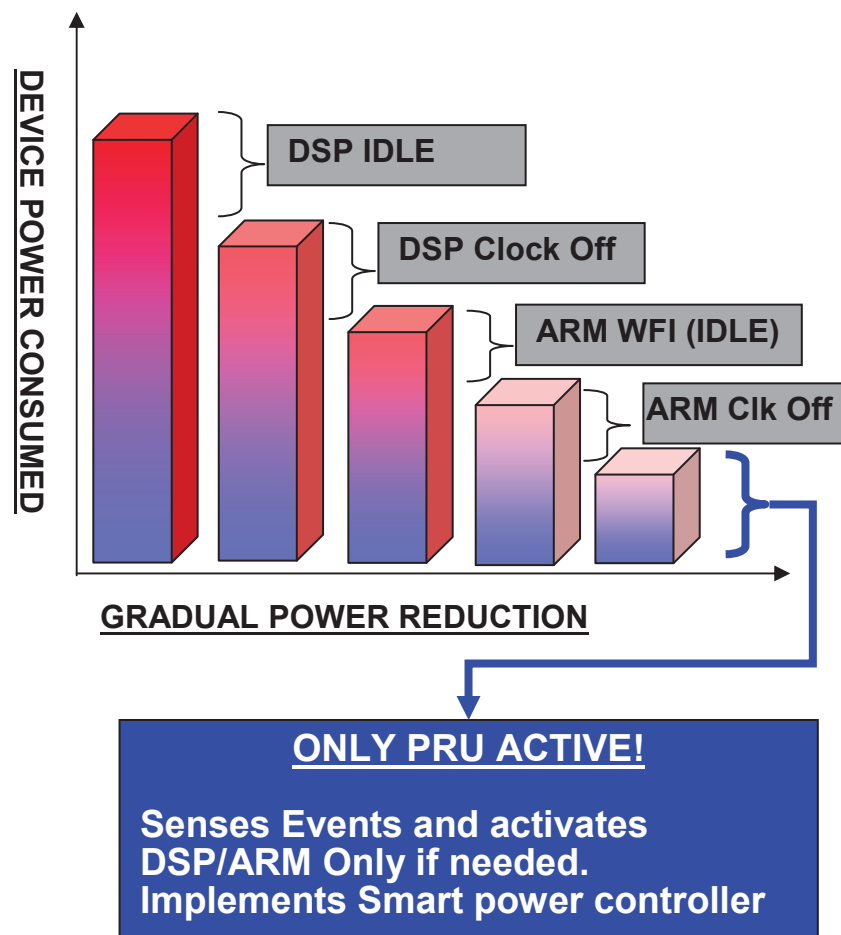 DEVICE POWER CONSUMED
DSP IDLE
DSP Clock Off
ARM WFI (IDLE)
ARM Clk Off
GRADUAL POWER REDUCTION
ONLY PRU ACTIVE!
Senses Events and activates
DSP/ARM Only if needed.
Implements Smart power controller